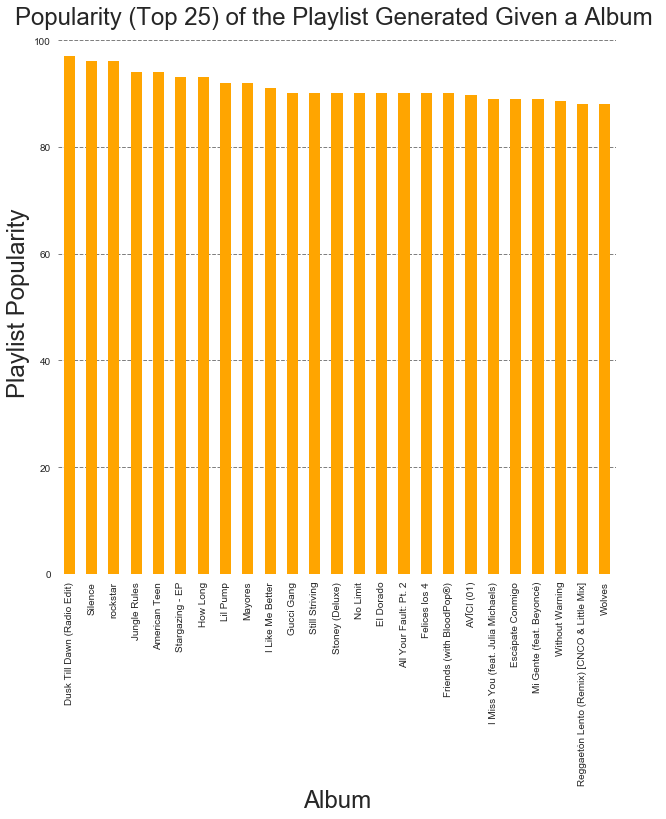 Popularity (Top 25) of the Playlist Generated Given a Album
Playlist Popularity
100
80
60
40
20
0
Dusk Till Dawn (Radio Edit)
Silence
rockstar
Jungle Rules
American Teen
Stargazing - EP
How Long
Lil Pump
Mayores
I Like Me Better
Gucci Gang
Still Striving
Stoney (Deluxe)
No Limit
El Dorado
All Your Fault: Pt. 2
Felices los 4
Friends (with BloodPop®)
AVĪCI (01)
I Miss You (feat. Julia Michaels)
Escápate Conmigo
Mi Gente (feat. Beyoncé)
Without Warning
Reggaetón Lento (Remix) [CNCO & Little Mix]
Wolves
Album